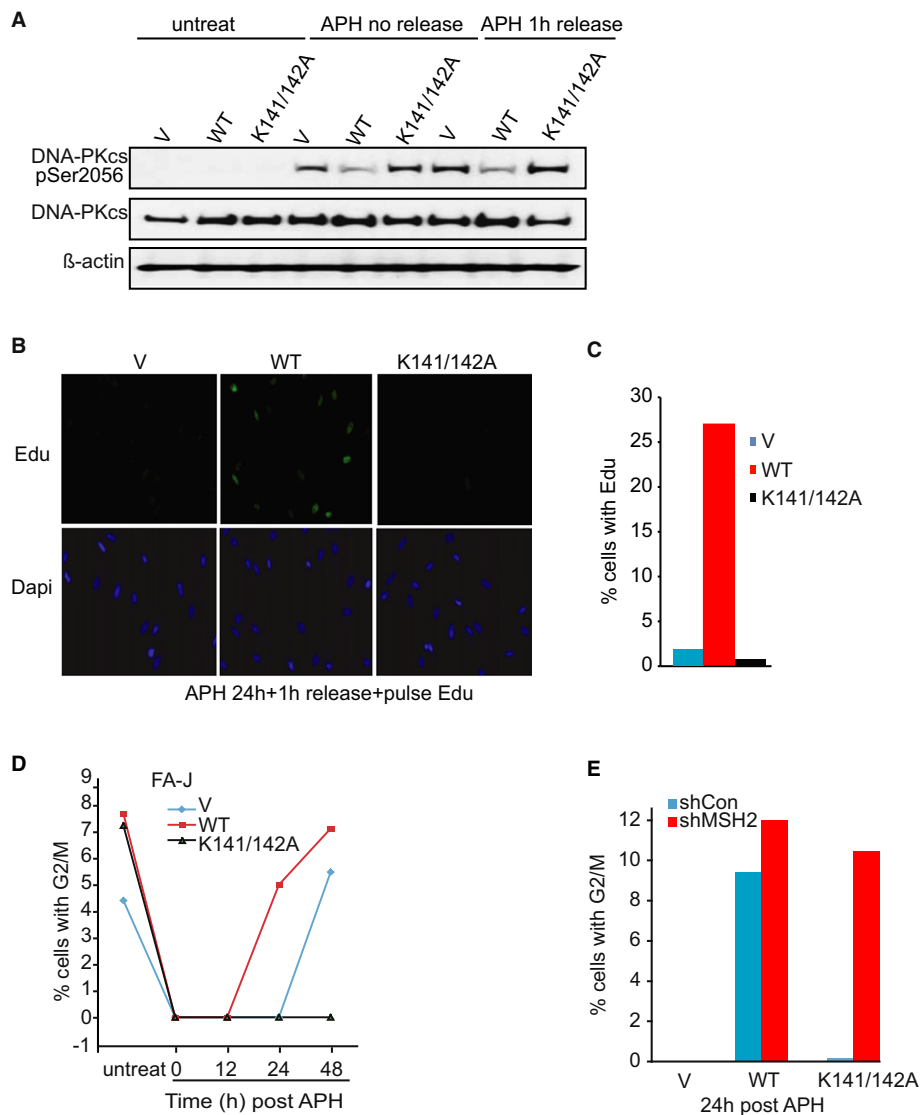 A
untreat APH no release APH 1h release
V WT K141/142A V WT K141/142A V WT K141/142A
DNA-PKcs
pSer2056
DNA-PKcs
ß-actin
B
V WT K141/142A
Edu
Dapi
APH 24h+1h release+pulse Edu
C
% cells with Edu
30
25
20
15
10
5
0
V
WT
K141/142A
D
% cells with G2/M
9
8
7
6
5
4
3
2
1
0
-1
FA-J
V
WT
K141/142A
untreat 0 12 24 48
Time (h) post APH
E
shCon
shMSH2
% cells with G2/M
12
10
8
6
4
2
0
V WT K141/142A
24h post APH